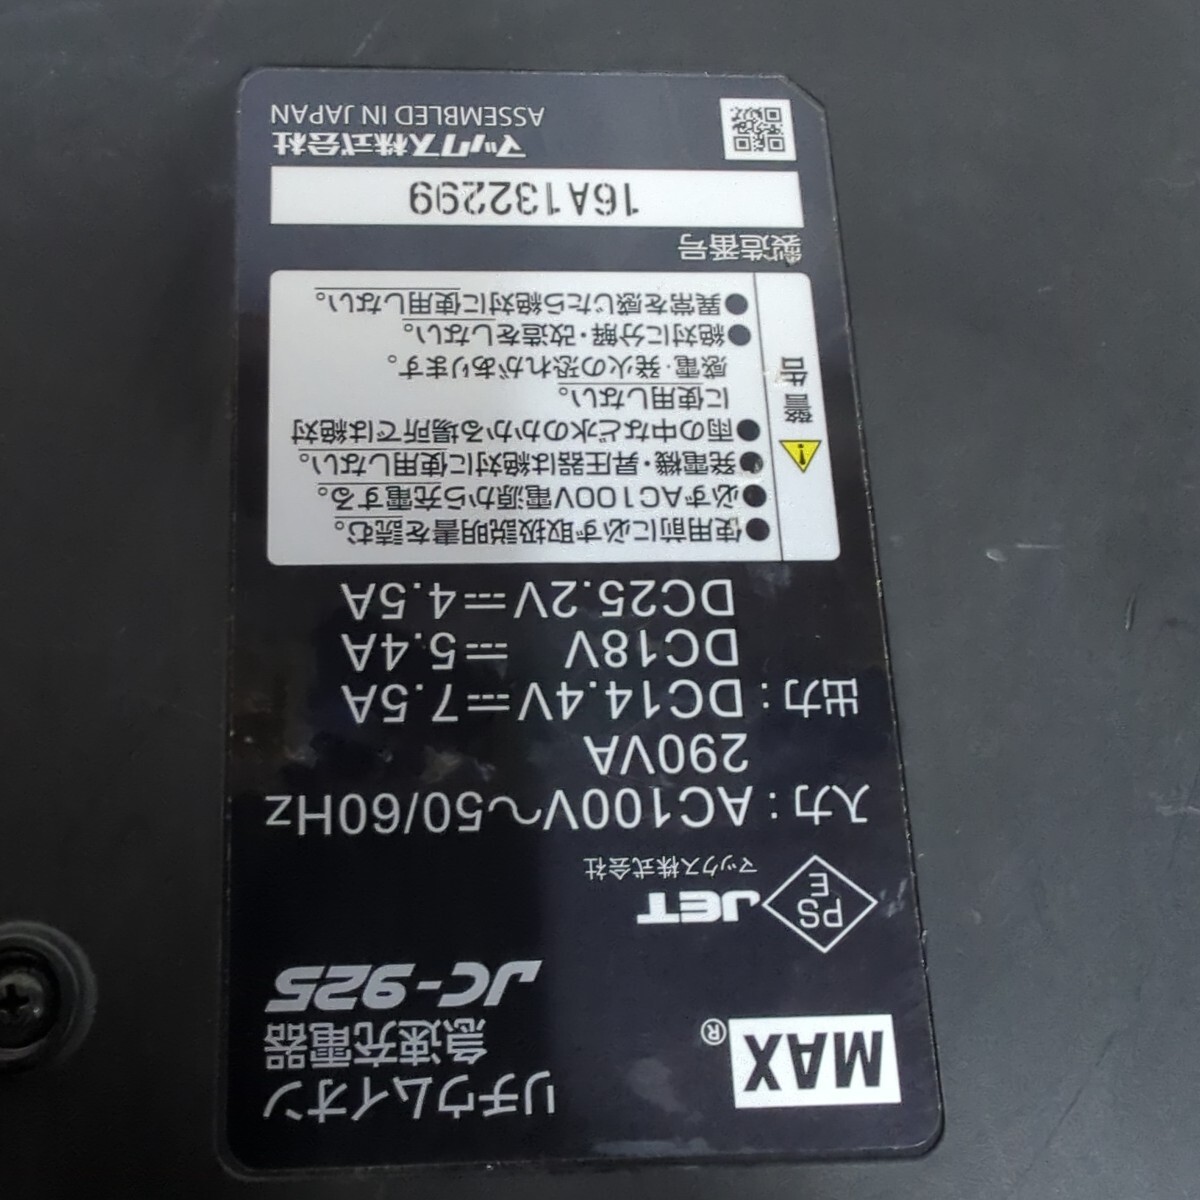 MAX®
リチウムイオン
急速充電器
JC-925
PS
E
JET
マックス株式会社
入力：AC100V～50/60Hz
290VA
出力：DC14.4V⎓7.5A
DC18V ⎓5.4A
DC25.2V⎓4.5A
警告
●使用前に必ず取扱説明書を読む。
●必ずAC100V電源から充電する。
●発電機・昇圧器は絶対に使用しない。
●雨の中など水のかかる場所では絶対
に使用しない。
感電・発火の恐れがあります。
●絶対に分解・改造をしない。
●異常を感じたら絶対に使用しない。
製造番号
16A132299
マックス株式会社
ASSEMBLED IN JAPAN